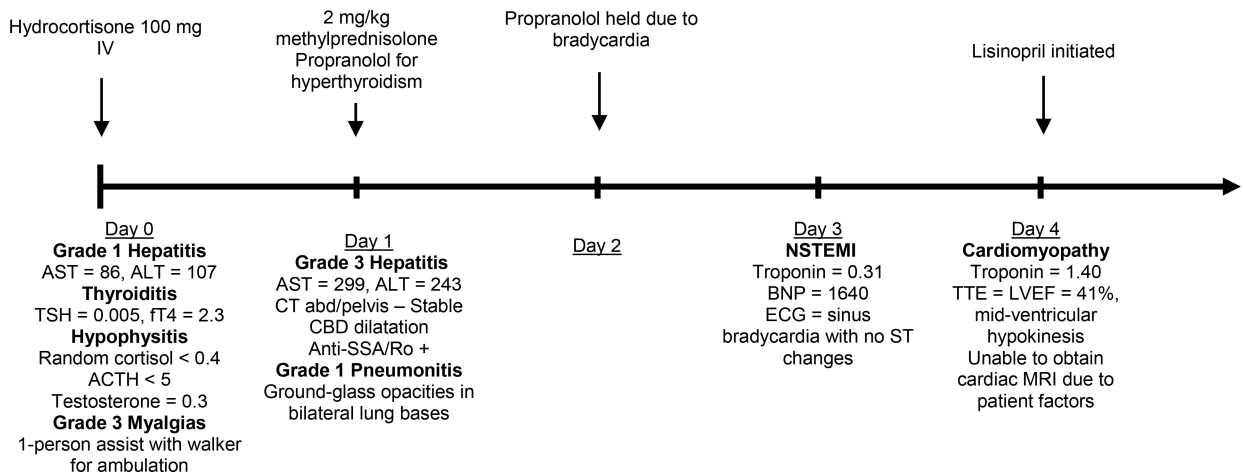 Hydrocortisone 100 mg
IV
2 mg/kg
methylprednisolone
Propranolol for
hyperthyroidism
Propranolol held due to
bradycardia
Lisinopril initiated
Day 0
Grade 1 Hepatitis
AST = 86, ALT = 107
Thyroiditis
TSH = 0.005, fT4 = 2.3
Hypophysitis
Random cortisol < 0.4
ACTH < 5
Testosterone = 0.3
Grade 3 Myalgias
1-person assist with walker
for ambulation
Day 1
Grade 3 Hepatitis
AST = 299, ALT = 243
CT abd/pelvis – Stable
CBD dilatation
Anti-SSA/Ro +
Grade 1 Pneumonitis
Ground-glass opacities in
bilateral lung bases
Day 2
Day 3
NSTEMI
Troponin = 0.31
BNP = 1640
ECG = sinus
bradycardia with no ST
changes
Day 4
Cardiomyopathy
Troponin = 1.40
TTE = LVEF = 41%,
mid-ventricular
hypokinesis
Unable to obtain
cardiac MRI due to
patient factors